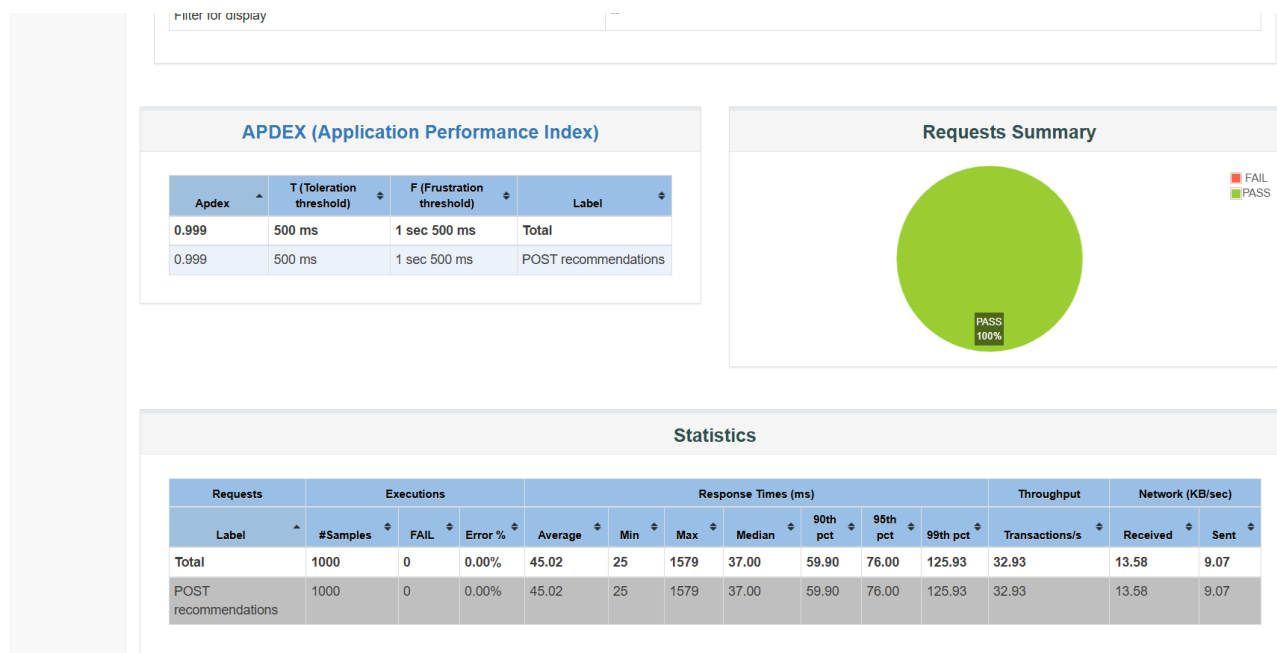 Filter for display
""
APDEX (Application Performance Index)
Apdex T (Toleration threshold) F (Frustration threshold) Label
0.999 500 ms 1 sec 500 ms Total
0.999 500 ms 1 sec 500 ms POST recommendations
Requests Summary
FAIL
PASS
PASS
100%
Statistics
Requests Executions Response Times (ms) Throughput Network (KB/sec)
Label #Samples FAIL Error % Average Min Max Median 90th pct 95th pct 99th pct Transactions/s Received Sent
Total 1000 0 0.00% 45.02 25 1579 37.00 59.90 76.00 125.93 32.93 13.58 9.07
POST recommendations 1000 0 0.00% 45.02 25 1579 37.00 59.90 76.00 125.93 32.93 13.58 9.07